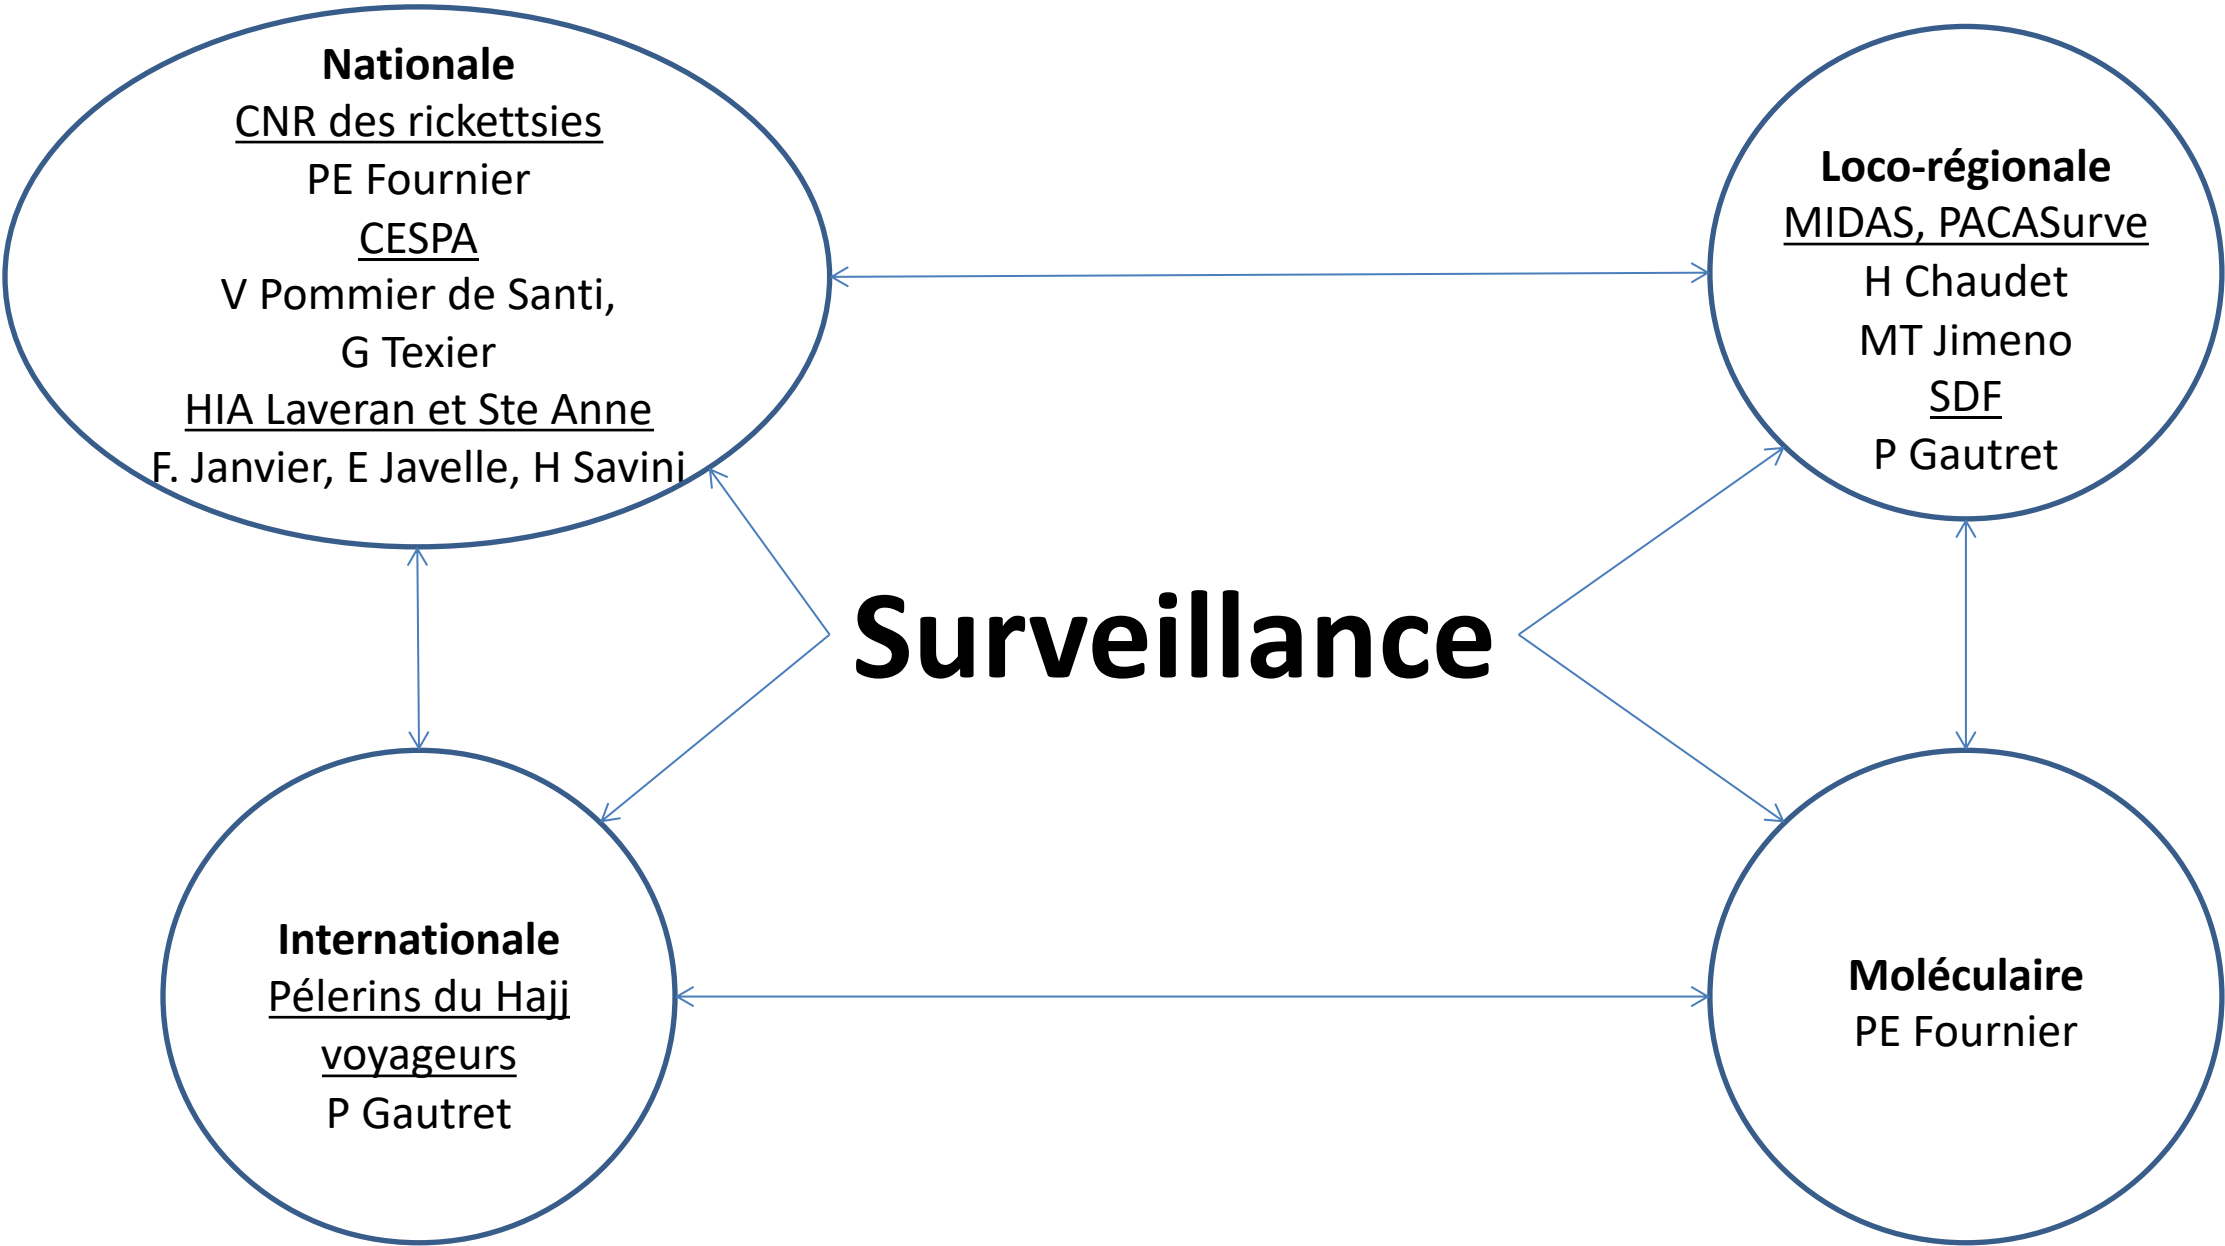 Nationale
CNR des rickettsies
PE Fournier
CESPA
V Pommier de Santi,
G Texier
HIA Laveran et Ste Anne
F. Janvier, E Javelle, H Savini
Loco-régionale
MIDAS, PACASurve
H Chaudet
MT Jimeno
SDF
P Gautret
Surveillance
Internationale
Pélerins du Hajj
voyageurs
P Gautret
Moléculaire
PE Fournier